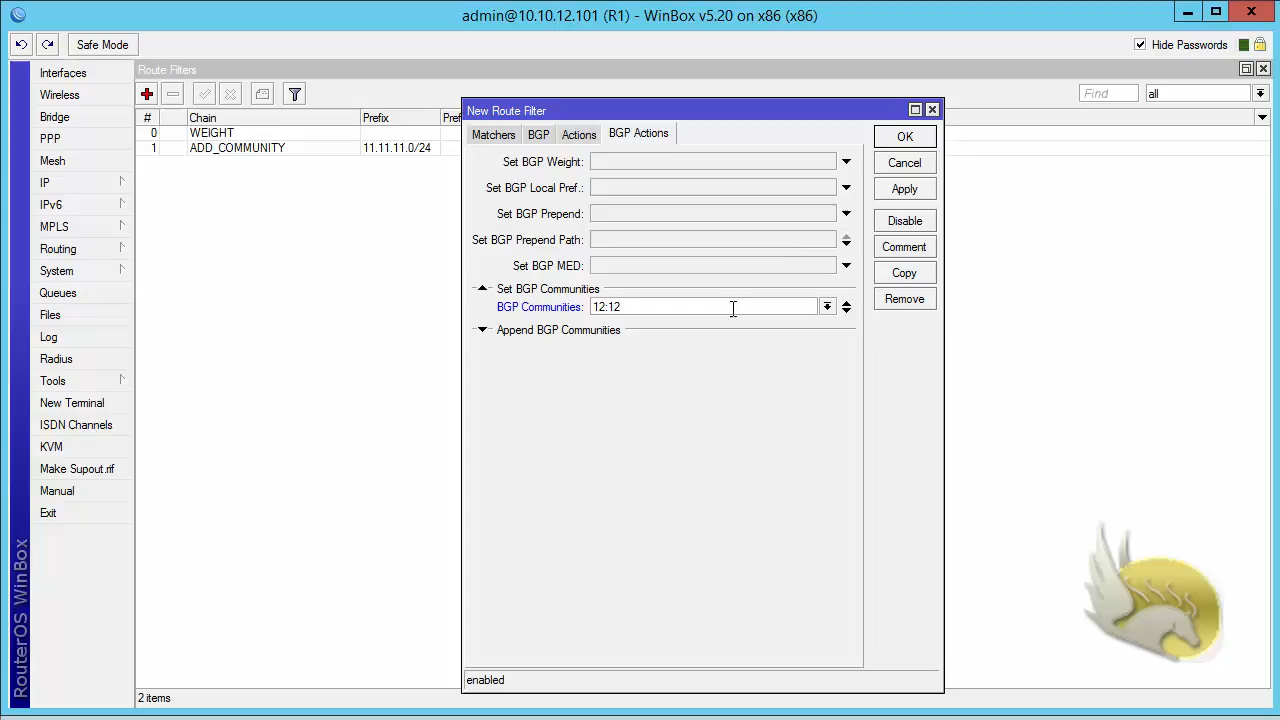 admin@10.10.12.101 (R1) - WinBox v5.20 on x86 (x86)
Safe Mode
Hide Passwords
Interfaces
Wireless
Bridge
PPP
Mesh
IP
IPv6
MPLS
Routing
System
Queues
Files
Log
Radius
Tools
New Terminal
ISDN Channels
KVM
Make Supout.rif
Manual
Exit
RouterOS WinBox
Route Filters
Find
all
# Chain Prefix Pref
0 WEIGHT
1 ADD_COMMUNITY 11.11.11.0/24
2 items
New Route Filter
Matchers BGP Actions BGP Actions
Set BGP Weight:
Set BGP Local Pref.:
Set BGP Prepend:
Set BGP Prepend Path:
Set BGP MED:
Set BGP Communities
BGP Communities: 12:12
Append BGP Communities
OK
Cancel
Apply
Disable
Comment
Copy
Remove
enabled